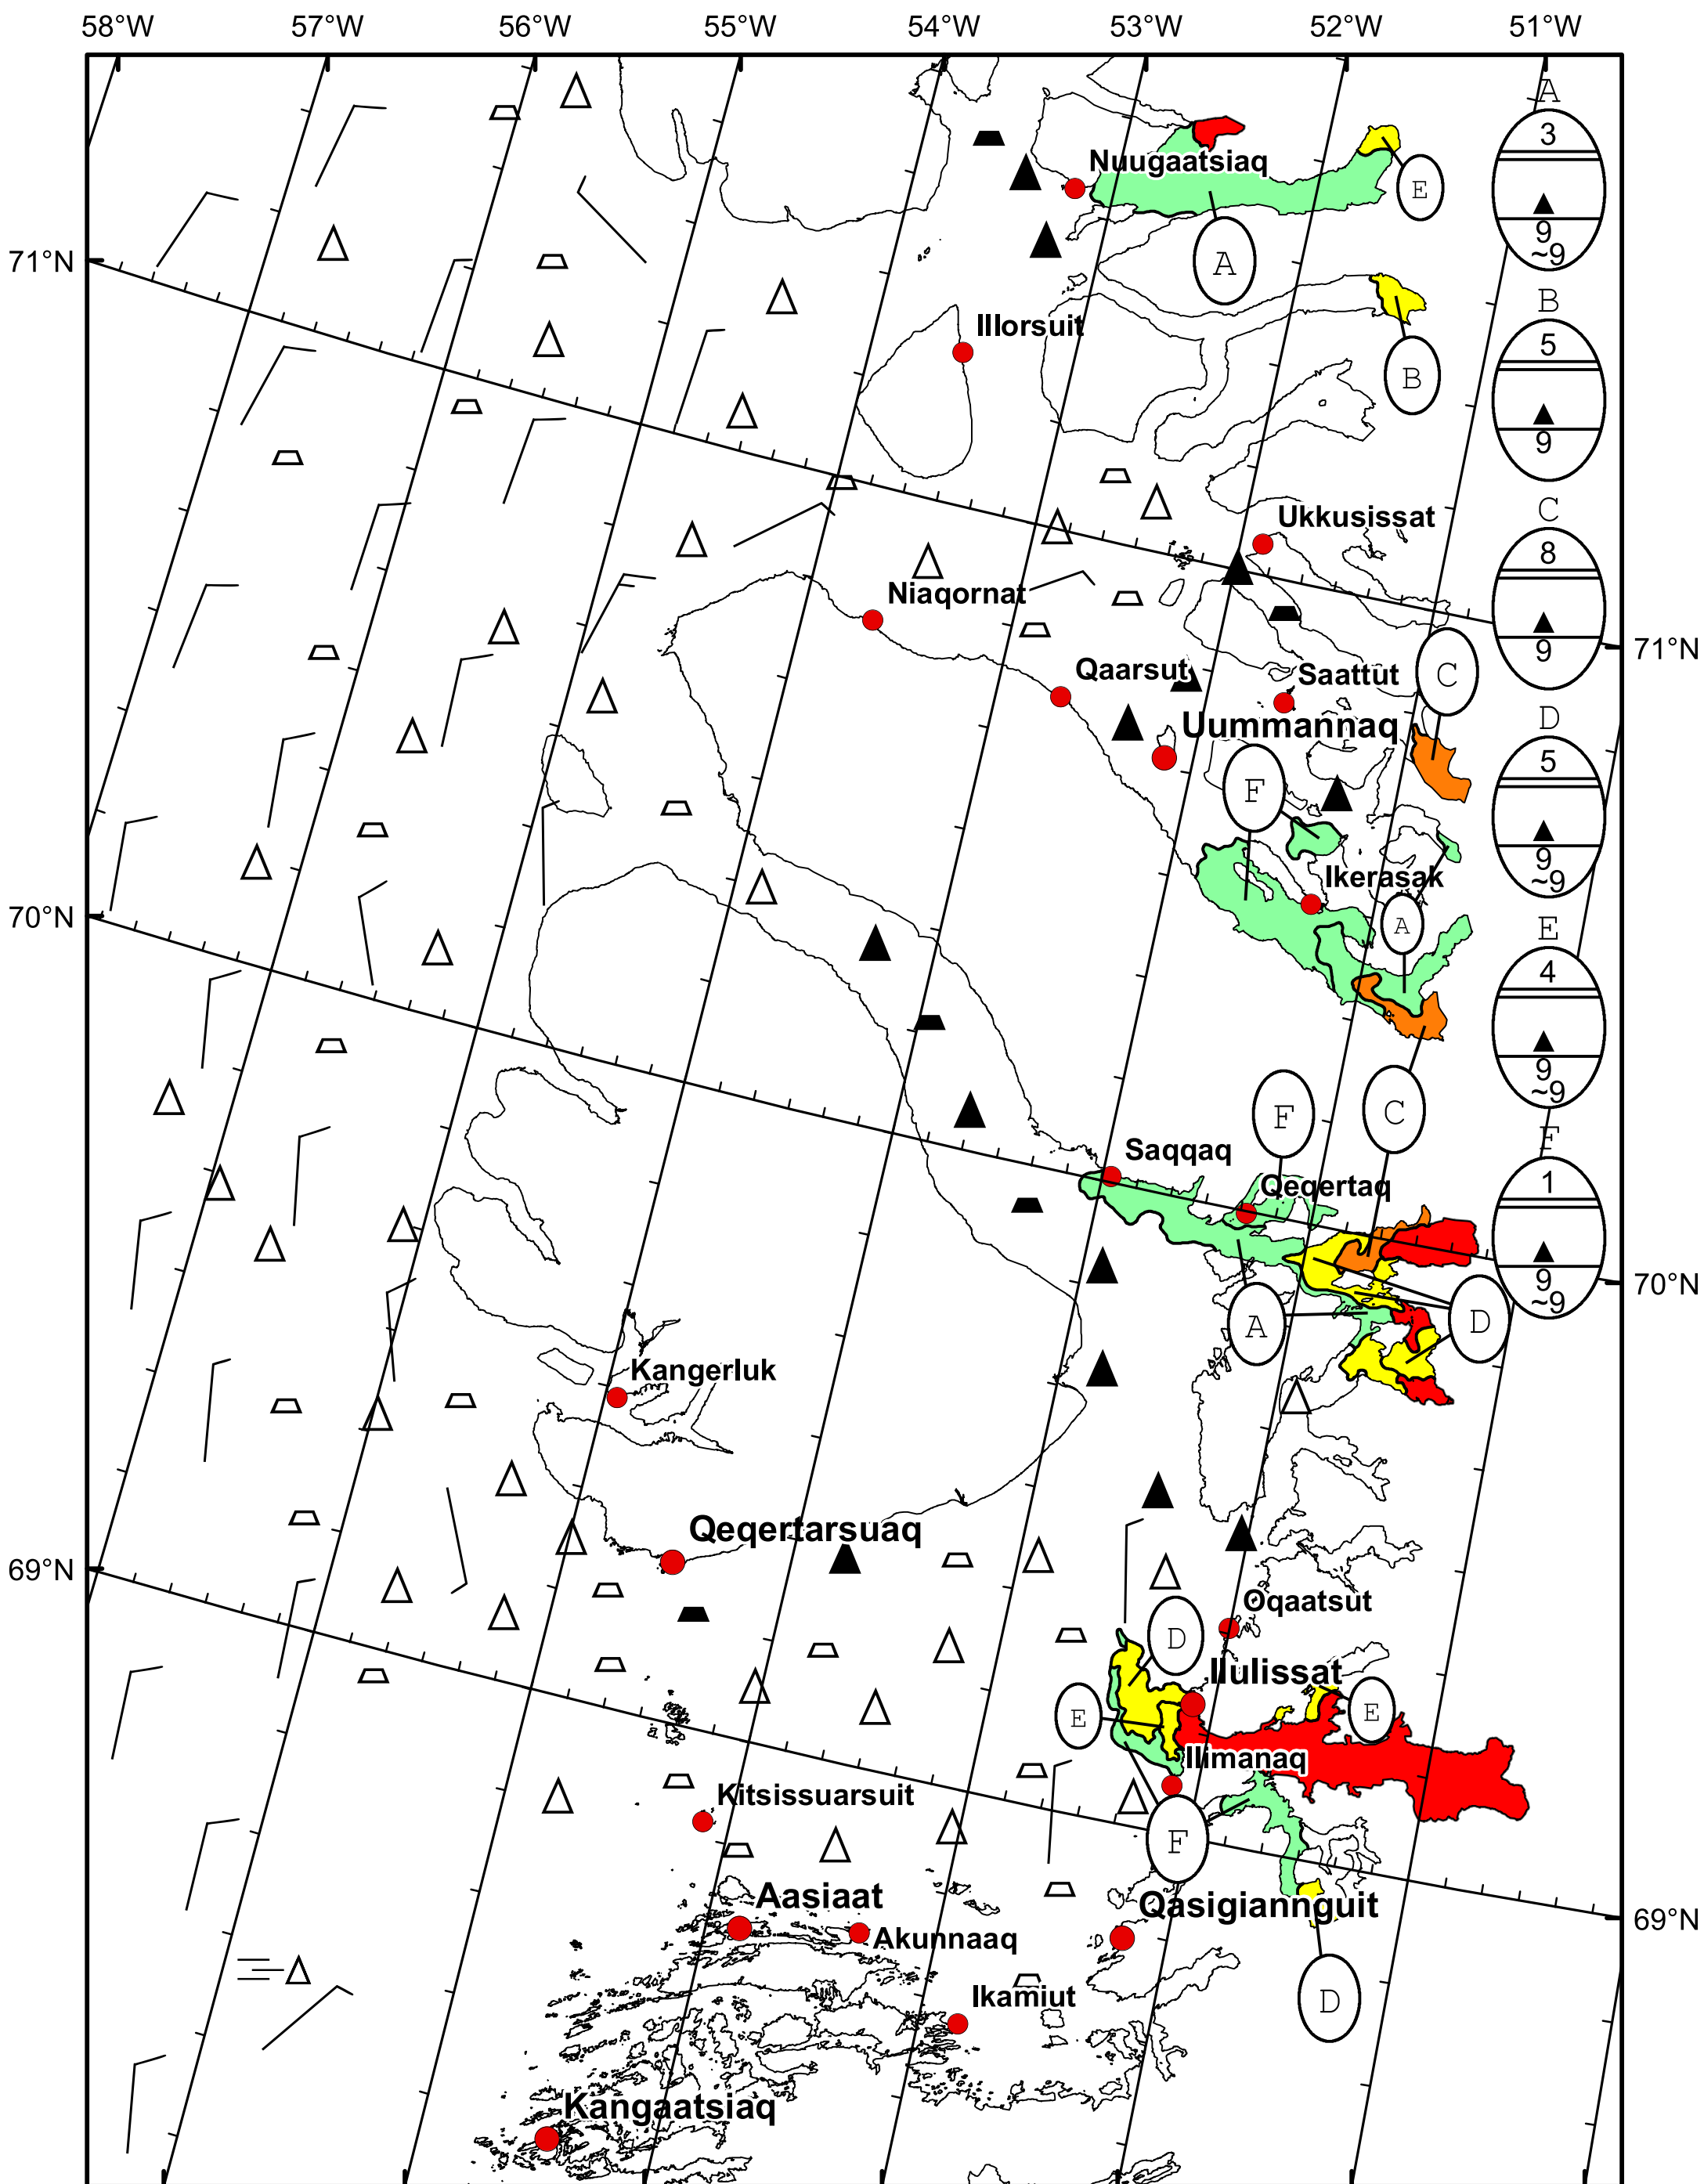 58°W 57°W 56°W 55°W 54°W 53°W 52°W 51°W
A
3
9
~9
Nuugaatsiaq
E
A
71°N
B
5
9
Illorsuit
B
C
8
9
Ukkusissat
Niaqornat
71°N
C
Qaarsut
Saattut
Uummannaq
D
5
9
~9
F
Ikerasak
A
70°N
E
4
9
~9
F
C
Saqqaq
F
1
9
~9
Qeqertaq
70°N
A
D
Kangerluk
Qeqertarsuaq
69°N
Oqaatsut
D
Ilulissat
E
E
Ilimanaq
Kitsissuarsuit
F
Aasiaat
Qasigiannguit
69°N
Akunnaaq
Ikamiut
D
Kangaatsiaq